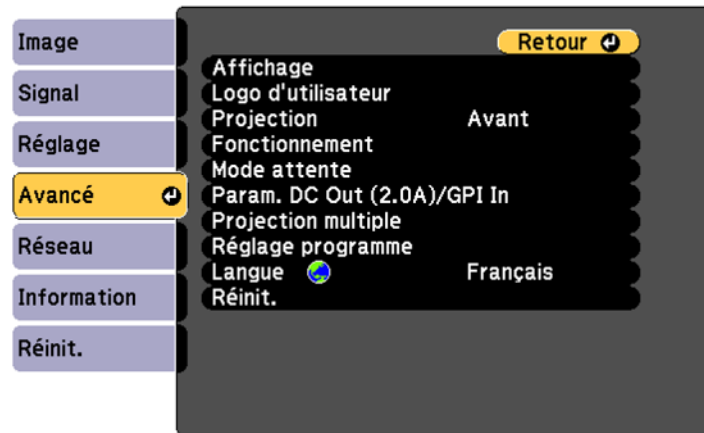 Image
Signal
Réglage
Avancé
Réseau
Information
Réinit.
Retour
Affichage
Logo d'utilisateur
Projection Avant
Fonctionnement
Mode attente
Param. DC Out (2.0A)/GPI In
Projection multiple
Réglage programme
Langue Français
Réinit.